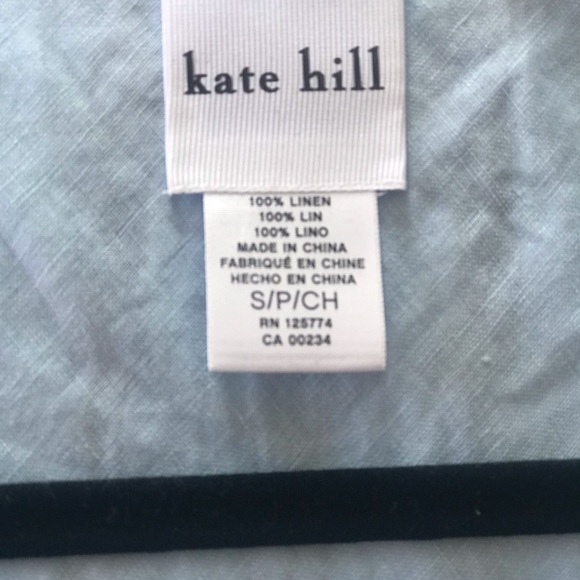 kate hill
100% LINEN
100% LIN
100% LINO
MADE IN CHINA
FABRIQUÉ EN CHINE
HECHO EN CHINA
S/P/CH
RN 125774
CA 00234